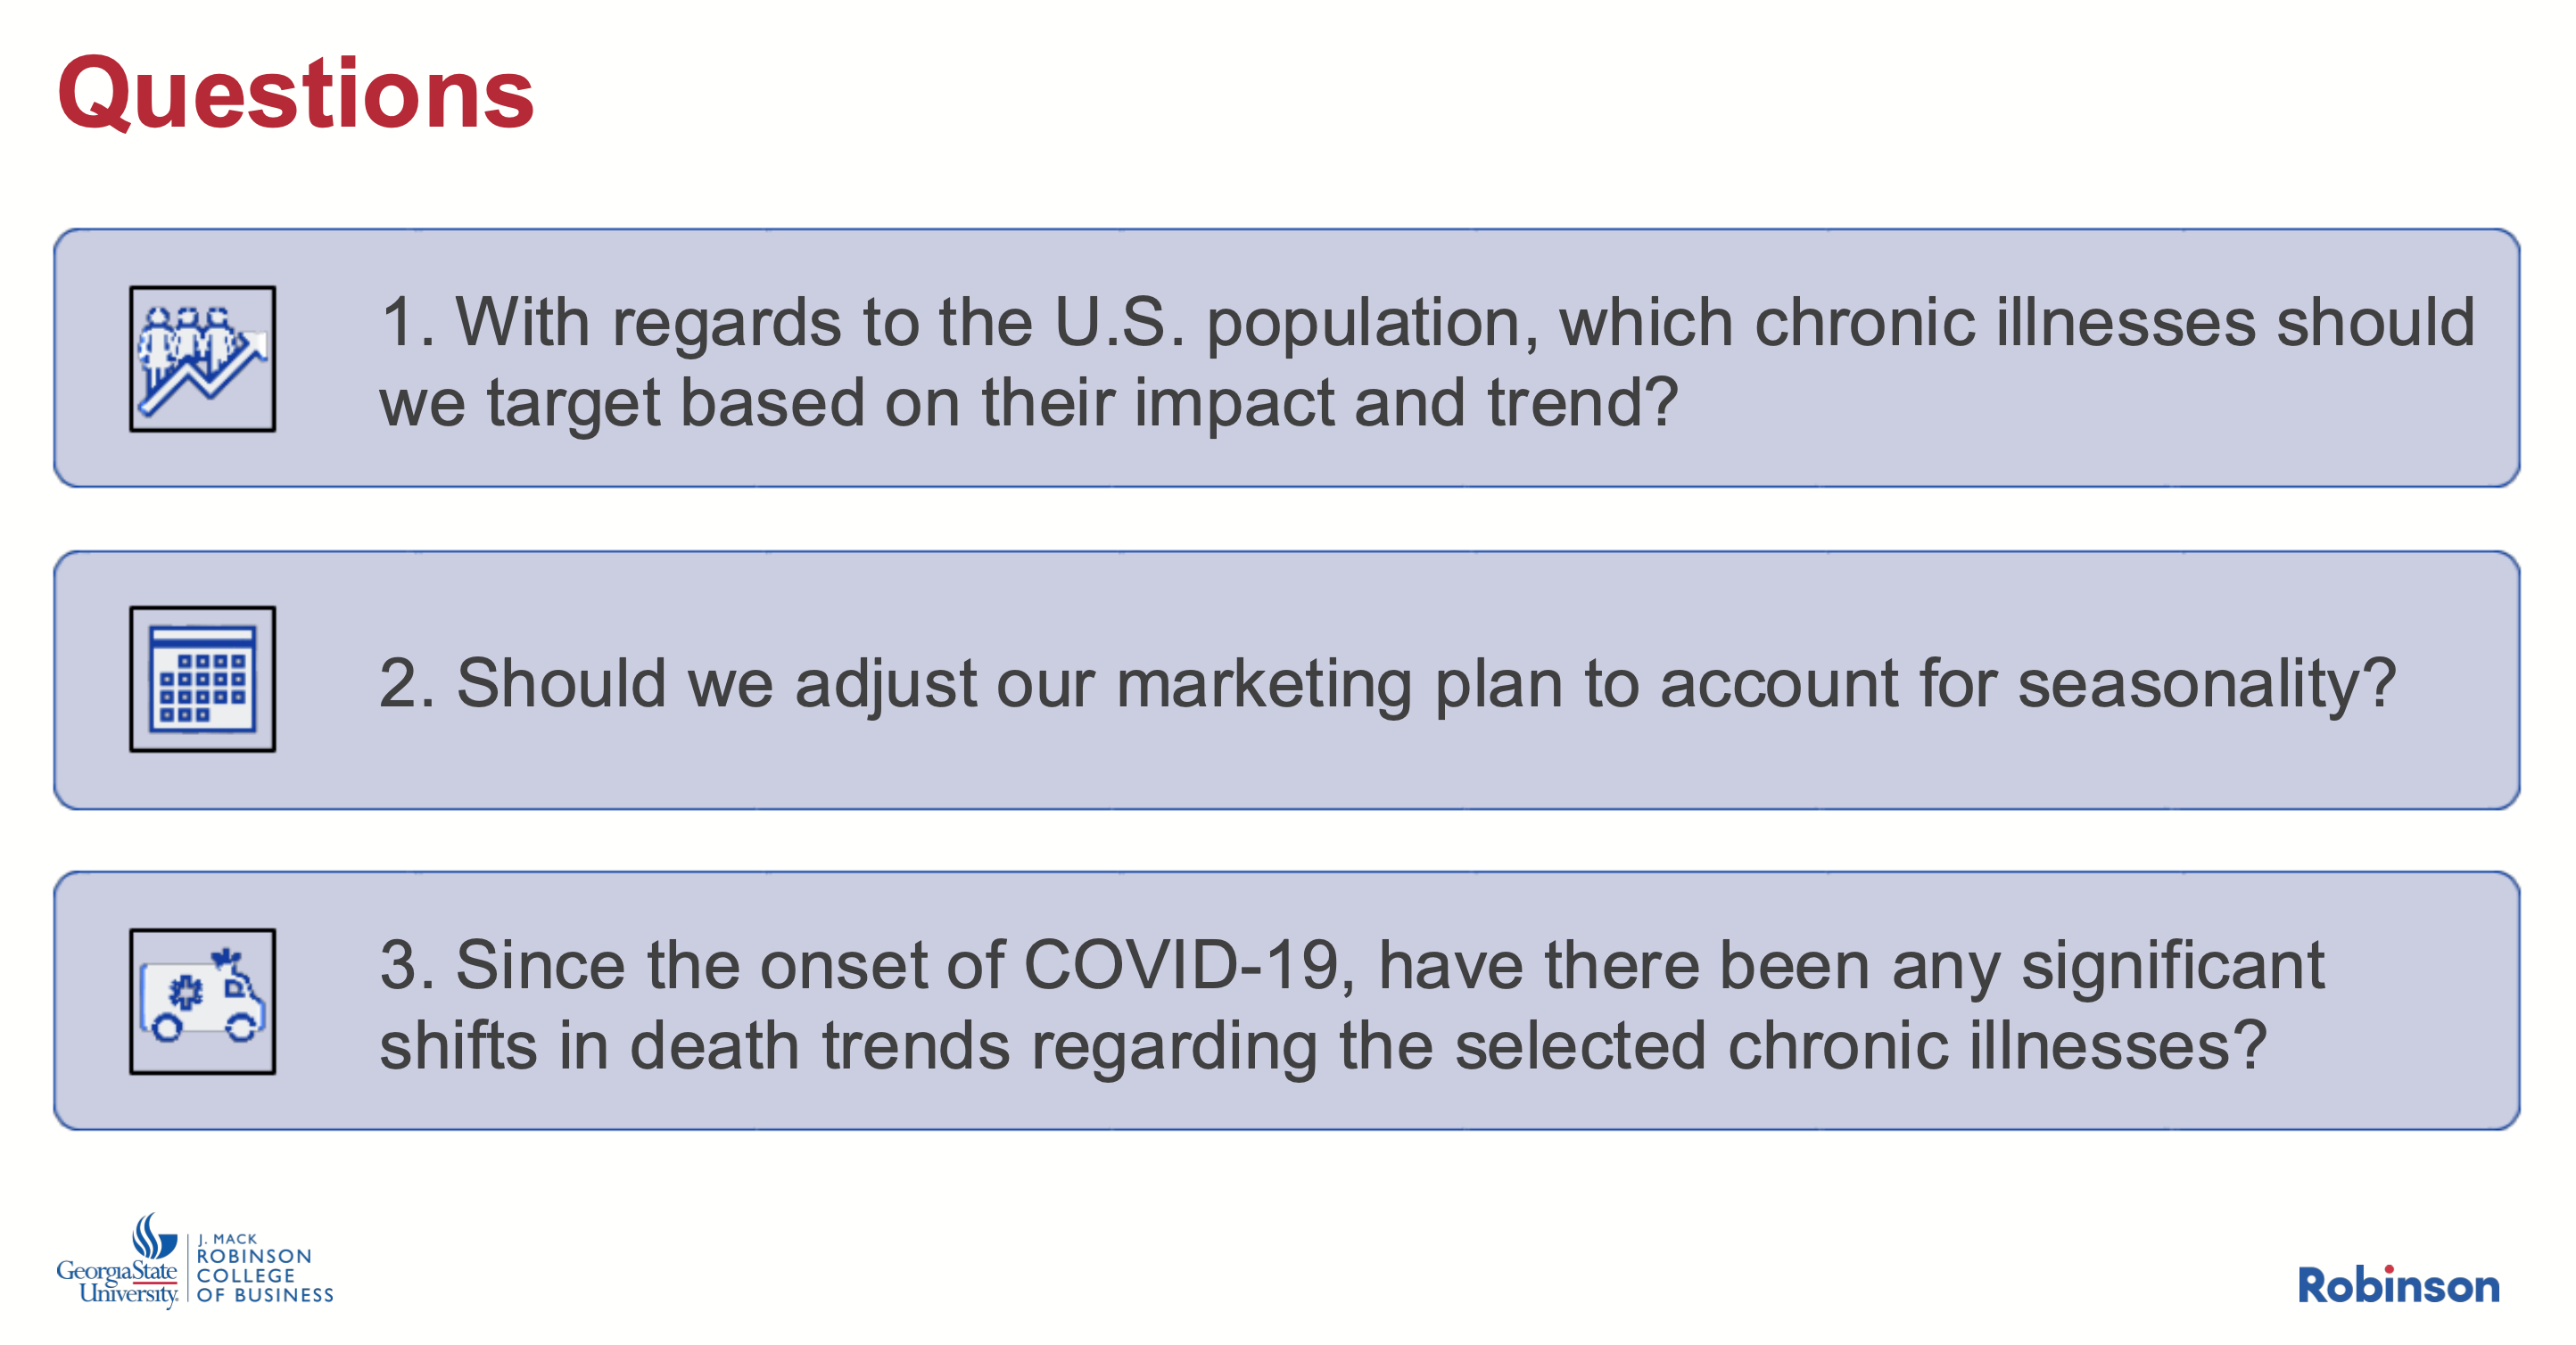 Questions
1. With regards to the U.S. population, which chronic illnesses should
we target based on their impact and trend?
2. Should we adjust our marketing plan to account for seasonality?
3. Since the onset of COVID-19, have there been any significant
shifts in death trends regarding the selected chronic illnesses?
GeorgiaState
University
J. MACK
ROBINSON
COLLEGE
OF BUSINESS
Robinson